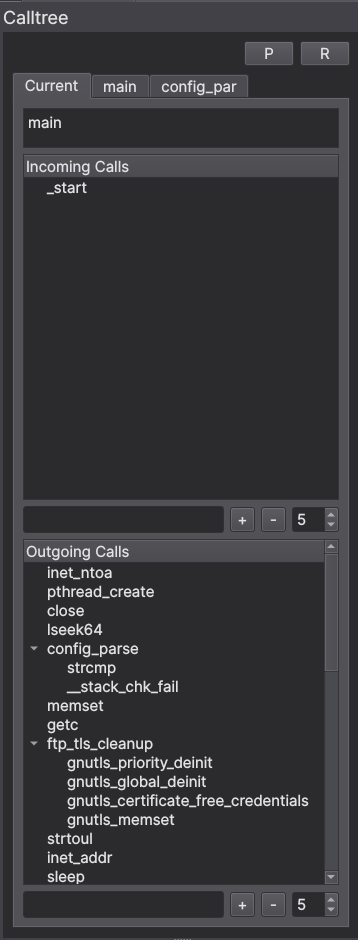 Calltree
P R
Current main config_par
main
Incoming Calls
_start
+ - 5
Outgoing Calls
inet_ntoa
pthread_create
close
lseek64
config_parse
strcmp
__stack_chk_fail
memset
getc
ftp_tls_cleanup
gnutls_priority_deinit
gnutls_global_deinit
gnutls_certificate_free_credentials
gnutls_memset
strtoul
inet_addr
sleep
+ - 5